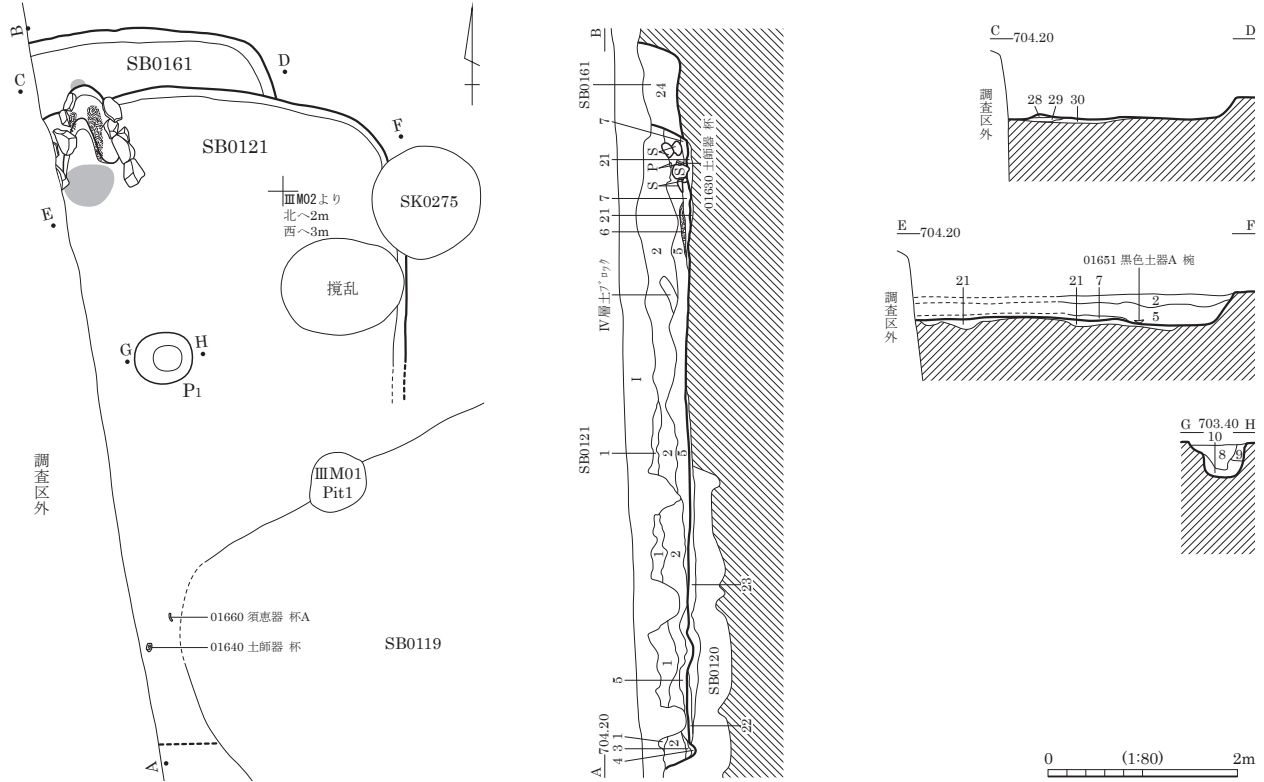 B
SB0161
D
C
SB0121
F
ⅢM02より
北へ2m
西へ3m
SK0275
E
撹乱
G
H
P1
調査区外
ⅢM01
Pit1
01660 須恵器 杯A
01640 土師器 杯
SB0119
A
B
SB0161
24
7
21
S P S
S
01630 土師器 杯
7
21
6
2
5
Ⅳ層土ブロック
I
SB0121
1
2
5
1
2
23
1
5
SB0120
22
A
704.20
4 3 1
2
C
704.20
D
調査区外
28 29 30
E
704.20
F
01651 黒色土器A 椀
調査区外
21
21
7
2
5
G 703.40 H
10
8
9
0
(1:80)
2m